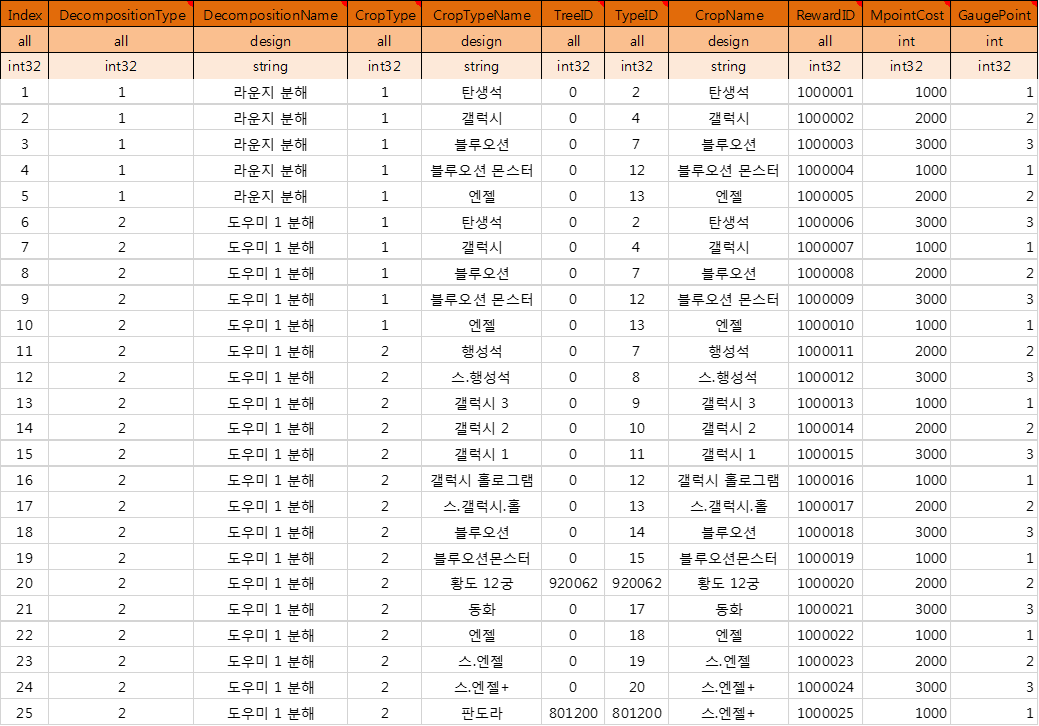 Index DecompositionType DecompositionName CropType CropTypeName TreeID TypeID CropName RewardID MpointCost GaugePoint
all all design all design all all design all int int
int32 int32 string int32 string int32 int32 string int32 int32 int32
1 1 라운지 분해 1 탄생석 0 2 탄생석 1000001 1000 1
2 1 라운지 분해 1 갤럭시 0 4 갤럭시 1000002 2000 2
3 1 라운지 분해 1 블루오션 0 7 블루오션 1000003 3000 3
4 1 라운지 분해 1 블루오션 몬스터 0 12 블루오션 몬스터 1000004 1000 1
5 1 라운지 분해 1 엔젤 0 13 엔젤 1000005 2000 2
6 2 도우미 1 분해 1 탄생석 0 2 탄생석 1000006 3000 3
7 2 도우미 1 분해 1 갤럭시 0 4 갤럭시 1000007 1000 1
8 2 도우미 1 분해 1 블루오션 0 7 블루오션 1000008 2000 2
9 2 도우미 1 분해 1 블루오션 몬스터 0 12 블루오션 몬스터 1000009 3000 3
10 2 도우미 1 분해 1 엔젤 0 13 엔젤 1000010 1000 1
11 2 도우미 1 분해 2 행성석 0 7 행성석 1000011 2000 2
12 2 도우미 1 분해 2 스.행성석 0 8 스.행성석 1000012 3000 3
13 2 도우미 1 분해 2 갤럭시 3 0 9 갤럭시 3 1000013 1000 1
14 2 도우미 1 분해 2 갤럭시 2 0 10 갤럭시 2 1000014 2000 2
15 2 도우미 1 분해 2 갤럭시 1 0 11 갤럭시 1 1000015 3000 3
16 2 도우미 1 분해 2 갤럭시 홀로그램 0 12 갤럭시 홀로그램 1000016 1000 1
17 2 도우미 1 분해 2 스.갤럭시.홀 0 13 스.갤럭시.홀 1000017 2000 2
18 2 도우미 1 분해 2 블루오션 0 14 블루오션 1000018 3000 3
19 2 도우미 1 분해 2 블루오션몬스터 0 15 블루오션몬스터 1000019 1000 1
20 2 도우미 1 분해 2 황도 12궁 920062 920062 황도 12궁 1000020 2000 2
21 2 도우미 1 분해 2 동화 0 17 동화 1000021 3000 3
22 2 도우미 1 분해 2 엔젤 0 18 엔젤 1000022 1000 1
23 2 도우미 1 분해 2 스.엔젤 0 19 스.엔젤 1000023 2000 2
24 2 도우미 1 분해 2 스.엔젤+ 0 20 스.엔젤+ 1000024 3000 3
25 2 도우미 1 분해 2 판도라 801200 801200 스.엔젤+ 1000025 1000 1